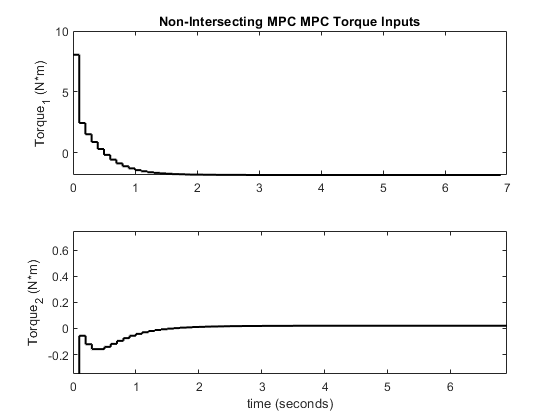 Non-Intersecting MPC MPC Torque Inputs
10
5
0
Torque₁ (N*m)
0 1 2 3 4 5 6 7
0.6
0.4
0.2
0
-0.2
Torque₂ (N*m)
0 1 2 3 4 5 6
time (seconds)